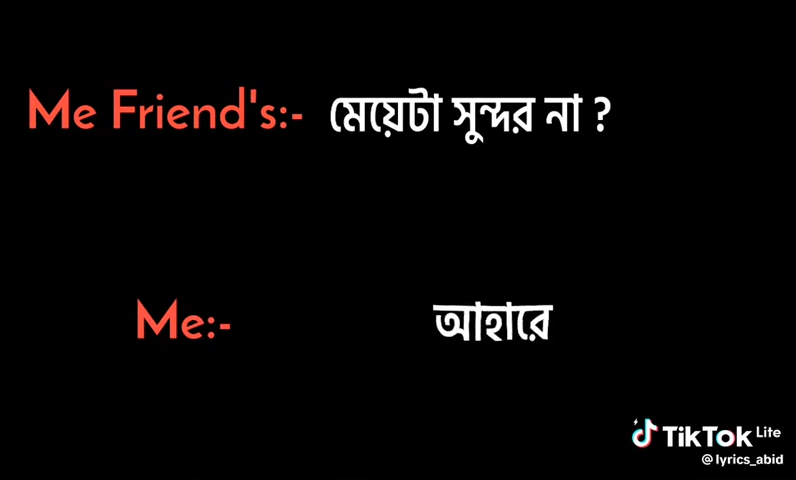 Me Friend's:- মেয়েটা সুন্দর না ?
Me:- আহারে
TikTok Lite
@lyrics_abid